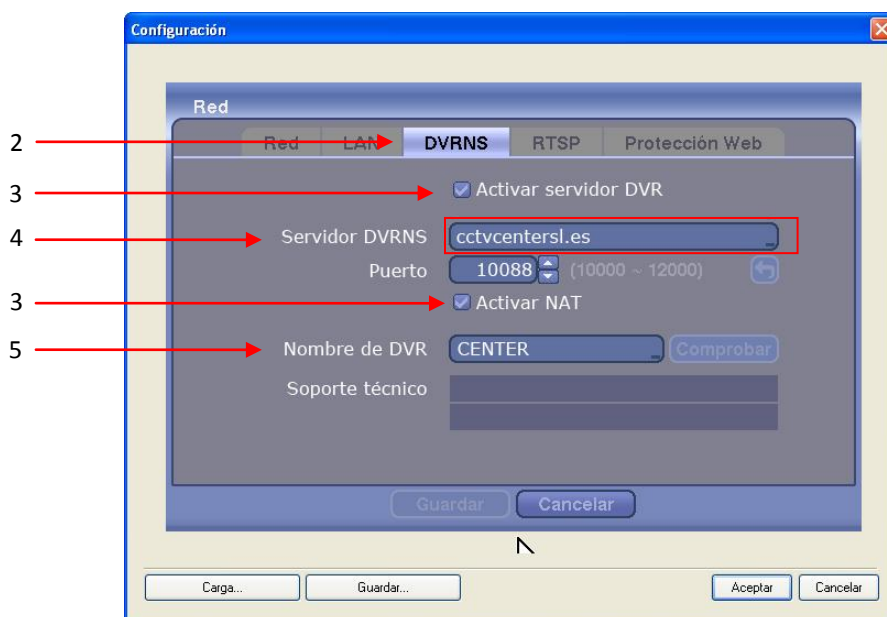 Configuración
Red
2 Red LAN DVRNS RTSP Protección Web
3 Activar servidor DVR
4 Servidor DVRNS cctvcentersl.es
Puerto 10088 (10000 ~ 12000)
3 Activar NAT
5 Nombre de DVR CENTER Comprobar
Soporte técnico
Guardar Cancelar
Carga... Guardar... Aceptar Cancelar